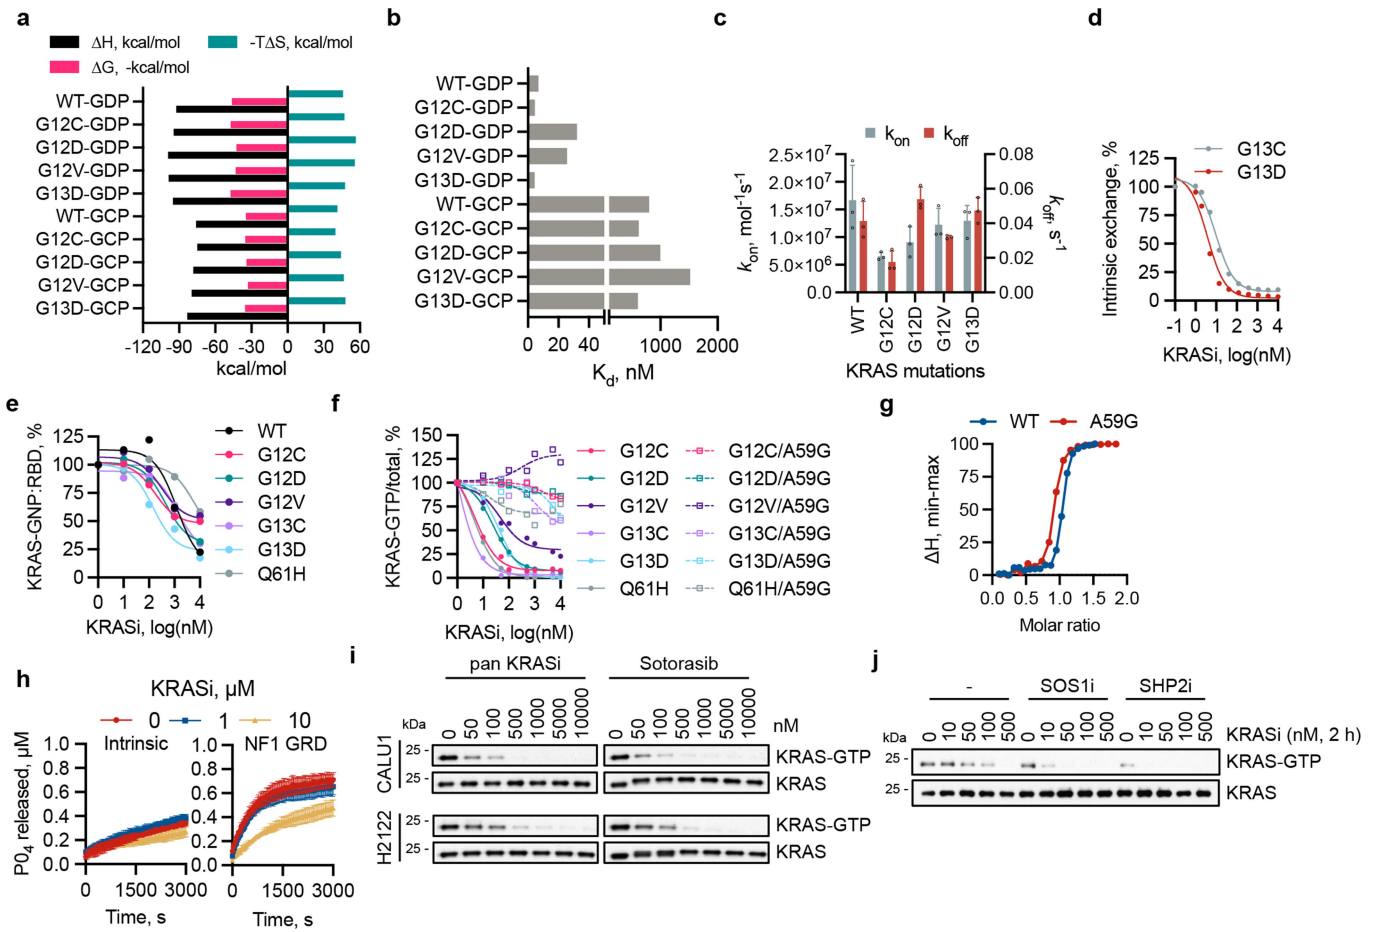 a
ΔH, kcal/mol
-TΔS, kcal/mol
ΔG, -kcal/mol
WT-GDP
G12C-GDP
G12D-GDP
G12V-GDP
G13D-GDP
WT-GCP
G12C-GCP
G12D-GCP
G12V-GCP
G13D-GCP
-120 -90 -60 -30 0 30 60
kcal/mol
b
WT-GDP
G12C-GDP
G12D-GDP
G12V-GDP
G13D-GDP
WT-GCP
G12C-GCP
G12D-GCP
G12V-GCP
G13D-GCP
0 20 40 1000 2000
Kd, nM
c
kon koff
2.5×10⁷
2.0×10⁷
1.5×10⁷
1.0×10⁷
5.0×10⁶
0.0
kon, mol⁻¹s⁻¹
0.08
0.06
0.04
0.02
0.00
koff, s⁻¹
WT G12C G12D G12V G13D
KRAS mutations
d
G13C
G13D
Intrinsic exchange, %
125
100
75
50
25
0
-1 0 1 2 3 4
KRASi, log(nM)
e
KRAS-GNP:RBD, %
125
100
75
50
25
0
0 1 2 3 4
KRASi, log(nM)
WT
G12C
G12D
G12V
G13C
G13D
Q61H
f
KRAS-GTP/total, %
150
125
100
75
50
25
0
0 1 2 3 4
KRASi, log(nM)
G12C G12C/A59G
G12D G12D/A59G
G12V G12V/A59G
G13C G13C/A59G
G13D G13D/A59G
Q61H Q61H/A59G
g
WT A59G
ΔH, min-max
100
75
50
25
0
0.0 0.5 1.0 1.5 2.0
Molar ratio
h
KRASi, µM
0 1 10
Intrinsic NF1 GRD
P04 released, µM
1.0 1.0
0.8 0.8
0.6 0.6
0.4 0.4
0.2 0.2
0.0 0.0
0 1500 3000 0 1500 3000
Time, s Time, s
i
pan KRASi Sotorasib
0 50 100 500 1000 5000 10000 0 50 100 500 1000 5000 10000 nM
kDa
CALU1
25 - 25 - KRAS-GTP
25 - 25 - KRAS
H2122
25 - 25 - KRAS-GTP
25 - 25 - KRAS
j
- SOS1i SHP2i
0 10 50 100 500 0 10 50 100 500 0 10 50 100 500 KRASi (nM, 2 h)
kDa
25 - KRAS-GTP
25 - KRAS